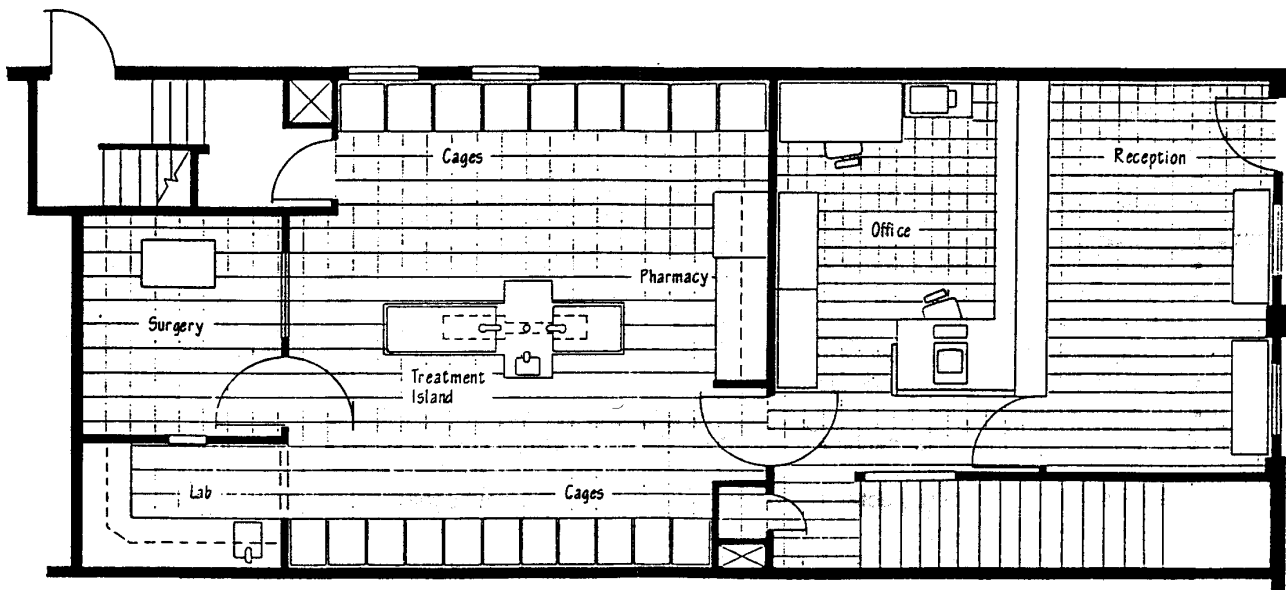 Cages
Reception
Office
Pharmacy
Surgery
Treatment
Island
Lab
Cages